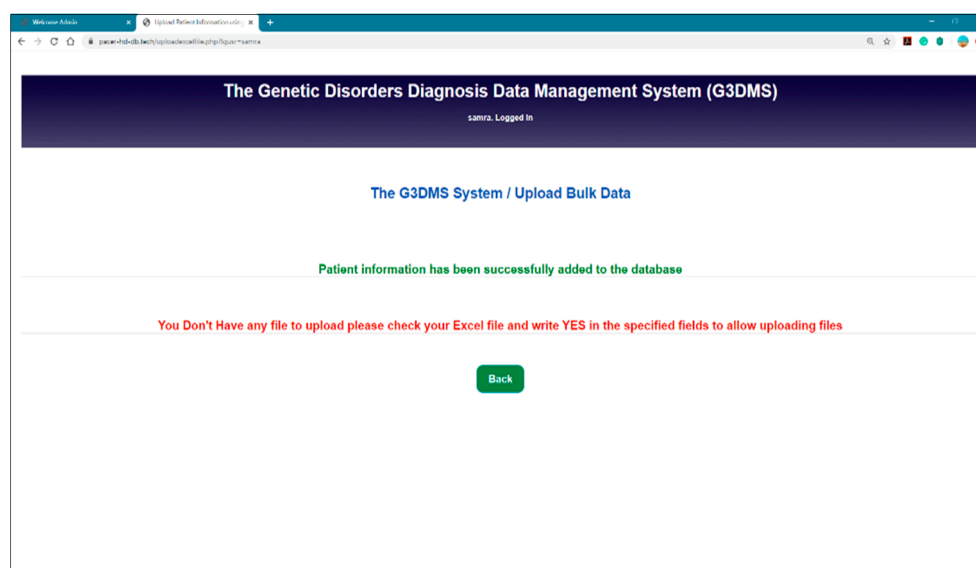 Welcome Admin
Upload Patient Information using
The Genetic Disorders Diagnosis Data Management System (G3DMS)
samra. Logged In
The G3DMS System / Upload Bulk Data
Patient information has been successfully added to the database
You Don't Have any file to upload please check your Excel file and write YES in the specified fields to allow uploading files
Back